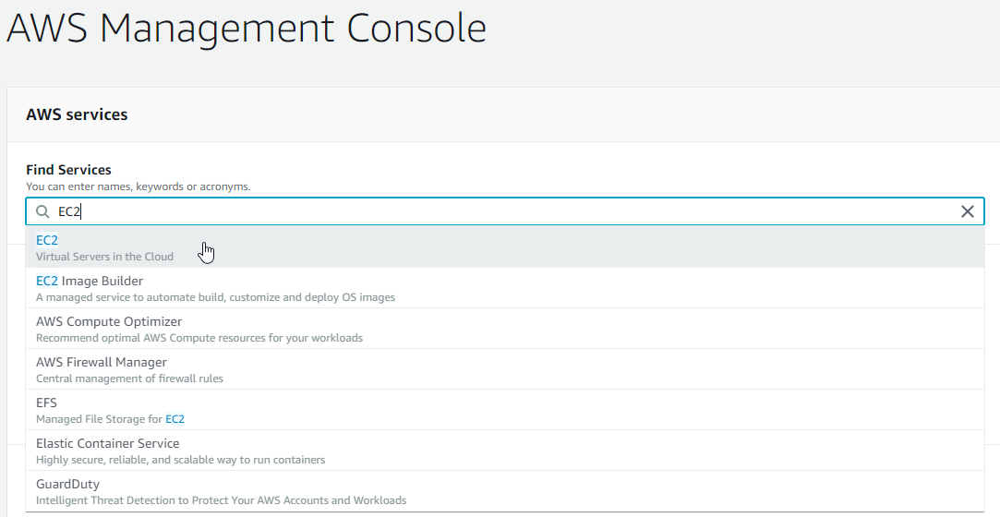 AWS Management Console
AWS services
Find Services
You can enter names, keywords or acronyms.
EC2
EC2
Virtual Servers in the Cloud
EC2 Image Builder
A managed service to automate build, customize and deploy OS images
AWS Compute Optimizer
Recommend optimal AWS Compute resources for your workloads
AWS Firewall Manager
Central management of firewall rules
EFS
Managed File Storage for EC2
Elastic Container Service
Highly secure, reliable, and scalable way to run containers
GuardDuty
Intelligent Threat Detection to Protect Your AWS Accounts and Workloads